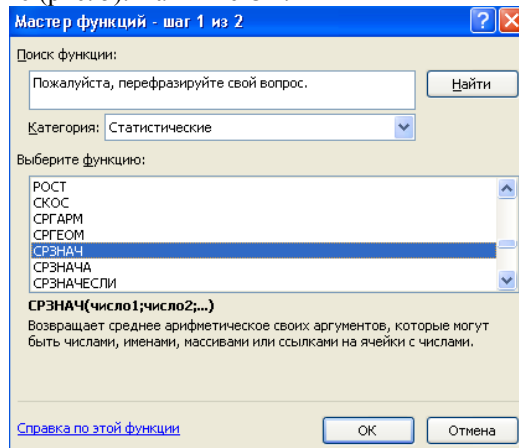 Мастер функций - шаг 1 из 2
Поиск функции:
Пожалуйста, перефразируйте свой вопрос.
Найти
Категория: Статистические
Выберите функцию:
РОСТ
СКОС
СРГАРМ
СРГЕОМ
СРЗНАЧ
СРЗНАЧА
СРЗНАЧЕСЛИ
СРЗНАЧ(число1;число2;...)
Возвращает среднее арифметическое своих аргументов, которые могут
быть числами, именами, массивами или ссылками на ячейки с числами.
Справка по этой функции
ОК
Отмена